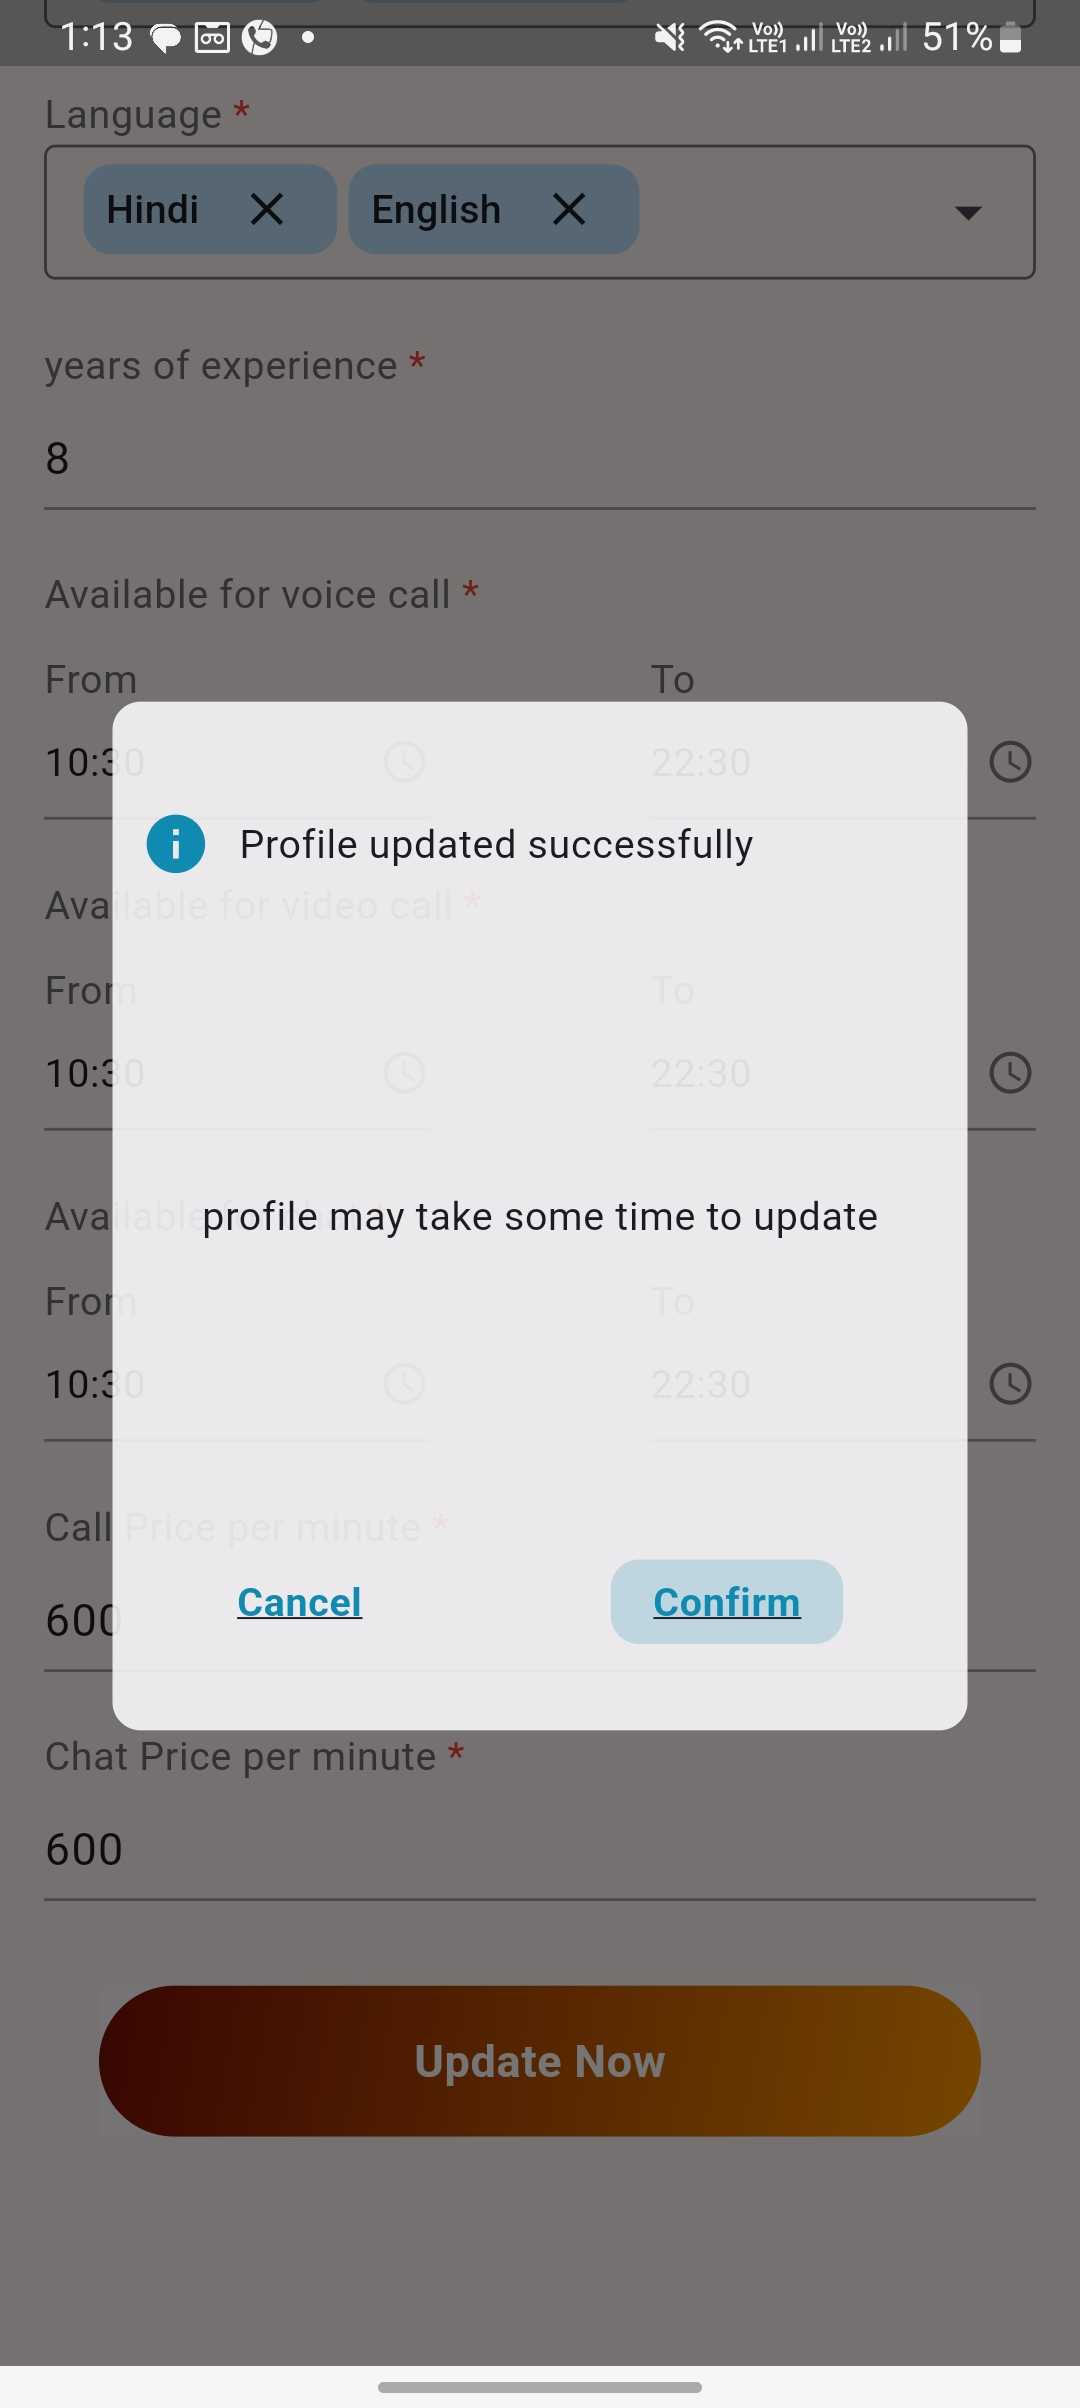 1:13 Vo)) LTE1 Vo)) LTE2 51%
Language *
Hindi English
years of experience *
8
Available for voice call *
From To
10:30 22:30
Profile updated successfully
Available for video call *
From To
10:30 22:30
profile may take some time to update
Available for chat *
From To
10:30 22:30
Call Price per minute *
Cancel Confirm
600
Chat Price per minute *
600
Update Now